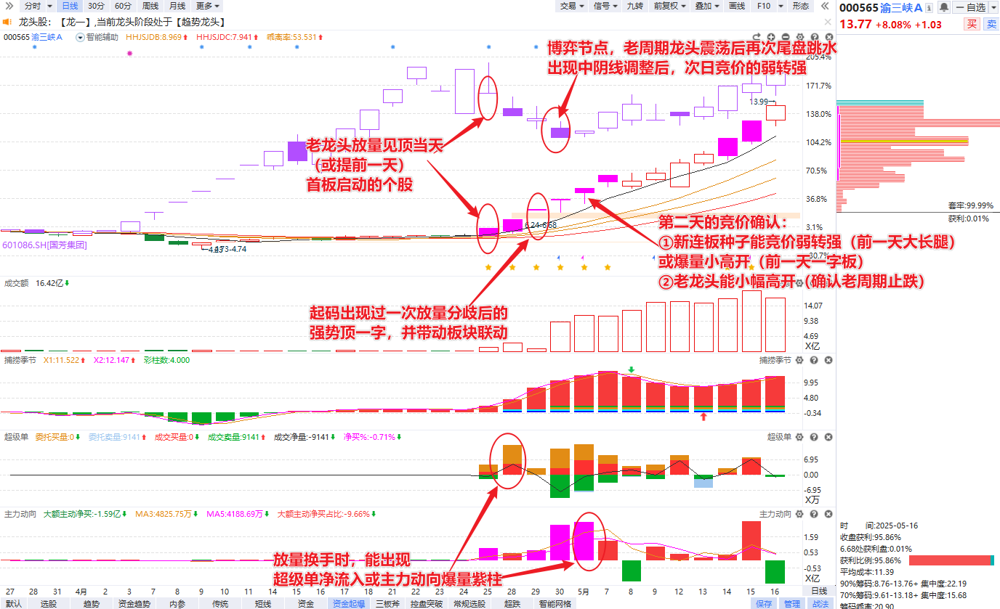 分时 日线 30分 60分 周线 月线 更多 交易 信号 九转 前复权 叠加 画线 F10 形态
000565 渝三峡A 自选
龙头股：【龙一】,当前龙头阶段处于【趋势龙头】
13.77 +8.08% +1.03 买 卖
000565 渝三峡A 智能辅助 HHJSJDB:8.969 HHJSJDC:7.941 乖离率:53.531
博弈节点，老周期龙头震荡后再次尾盘跳水
出现中阴线调整后，次日竞价的弱转强
205.4%
171.7%
13.99
138.0%
104.2%
70.5%
36.8%
3.1%
老龙头放量见顶当天
（或提前一天）
首板启动的个股
套牢:99.99%
获利:0.01%
6.24-6.68
601086.SH[国芳集团]
4.73-4.74
第二天的竞价确认：
①新连板种子能竞价弱转强（前一天大长腿）
或爆量小高开（前一天一字板）
②老龙头能小幅高开（确认老周期止跌）
成交额 16.42亿
14.07
9.38
4.69
X亿
起码出现过一次放量分歧后的
强势顶一字，并带动板块联动
捕捞季节 X1:11.522 X2:12.147 彩柱数:4.000 捕捞季节
9.95
4.80
-0.34
超级单 委托买量:0 委托卖量:9141 成交买量:0 成交卖量:9141 成交净量:-9141 净买%:-0.71% 超级单
6.95
0.00
-6.95
X万
主力动向 大额主动净买:-1.59亿 MA3:4825.75万 MA5:4188.69万 大额主动净买占比:-9.66% 主力动向
1.59
0.53
-0.53
X亿
放量换手时，能出现
超级单净流入或主力动向爆量紫柱
时 间:2025-05-16
收盘获利:95.86%
6.68处获利盘:0.01%
获利比例:95.86%
平均成本:11.39
90%筹码:8.76-13.76+ 集中度:22.19
70%筹码:9.61-13.18+ 集中度:15.68
筹码乖离:20.90
27 28 31 4月 2 3 7 8 9 10 11 14 15 16 17 18 21 22 23 24 25 28 29 30 5月 7 8 9 12 13 14 15 16 日线
默认 选股 趋势 资金趋势 内参 传统 短线 资金 资金起爆 三板斧 控盘突破 常规选股 超跌 智能网格 保存 管理 战法